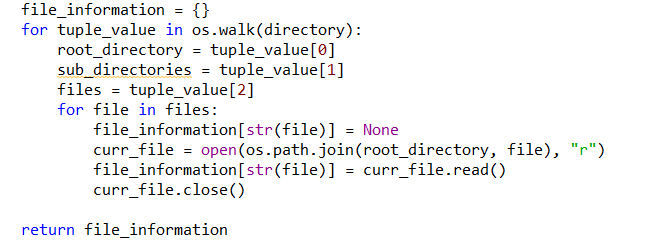 file_information = {}
for tuple_value in os.walk(directory):
    root_directory = tuple_value[0]
    sub_directories = tuple_value[1]
    files = tuple_value[2]
    for file in files:
        file_information[str(file)] = None
        curr_file = open(os.path.join(root_directory, file), "r")
        file_information[str(file)] = curr_file.read()
        curr_file.close()

return file_information